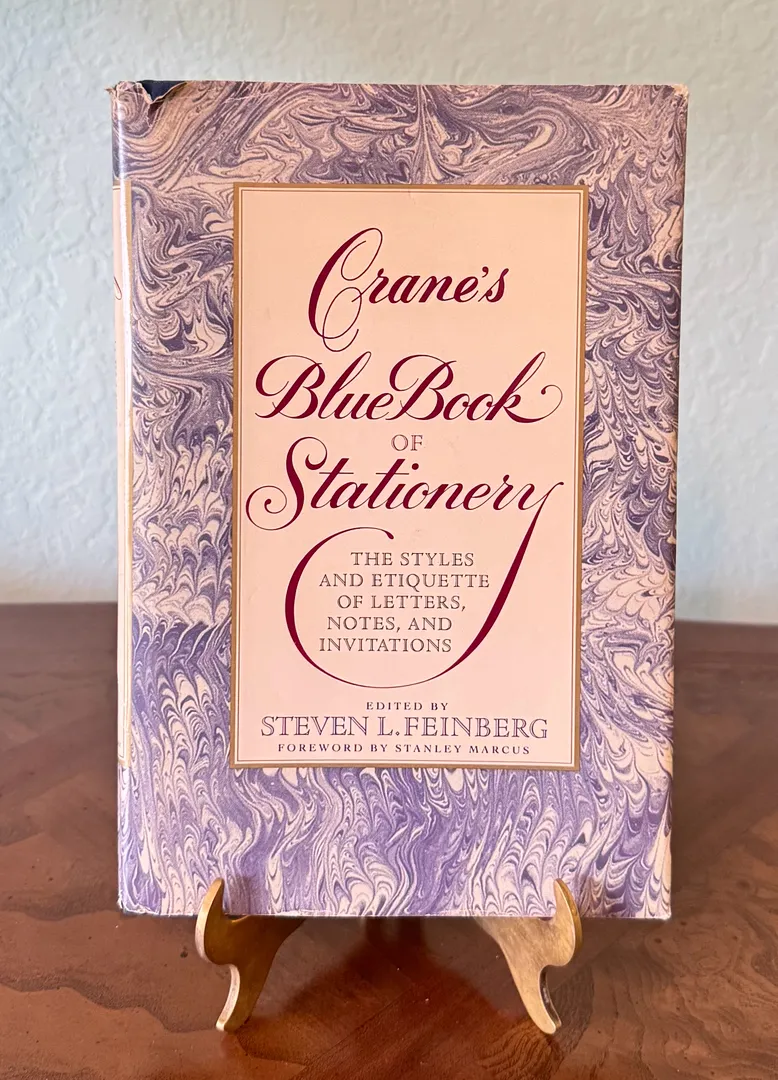 Crane's
Blue Book
OF
Stationery
THE STYLES
AND ETIQUETTE
OF LETTERS,
NOTES, AND
INVITATIONS
EDITED BY
STEVEN L. FEINBERG
FOREWORD BY STANLEY MARCUS